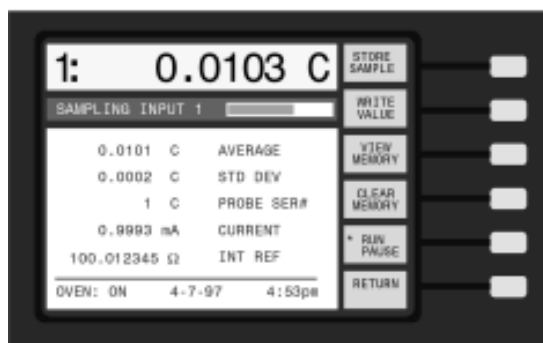 1: 0.0103 C
SAMPLING INPUT 1
0.0101 C AVERAGE
0.0002 C STD DEV
1 C PROBE SER#
0.9993 mA CURRENT
100.012345 Ω INT REF
OVEN: ON 4-7-97 4:53pm
STORE
SAMPLE
WRITE
VALUE
VIEW
MEMORY
CLEAR
MEMORY
* RUN
PAUSE
RETURN